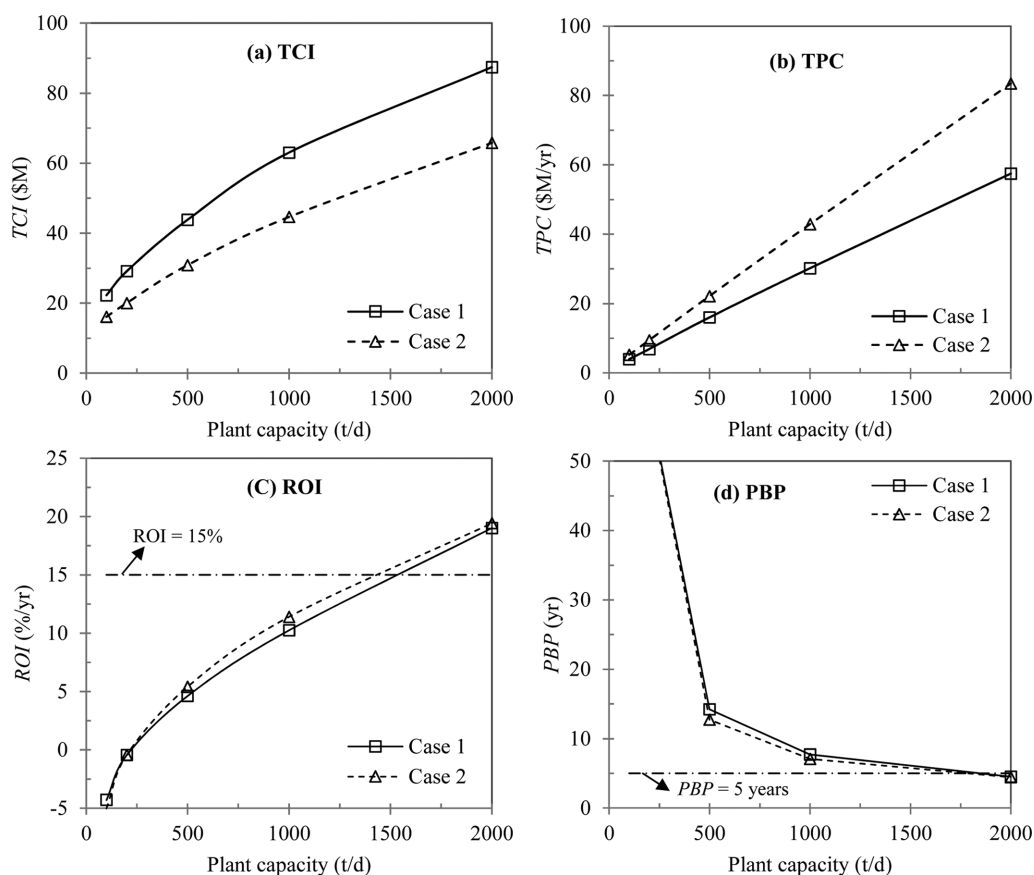 (a) TCI
100
80
60
40
20
0
TCI ($M)
Case 1
Case 2
0 500 1000 1500 2000
Plant capacity (t/d)
(b) TPC
100
80
60
40
20
0
TPC ($M/yr)
Case 1
Case 2
0 500 1000 1500 2000
Plant capacity (t/d)
(C) ROI
25
20
15
10
5
0
-5
ROI (%/yr)
ROI = 15%
Case 1
Case 2
0 500 1000 1500 2000
Plant capacity (t/d)
(d) PBP
50
40
30
20
10
0
PBP (yr)
Case 1
Case 2
PBP = 5 years
0 500 1000 1500 2000
Plant capacity (t/d)